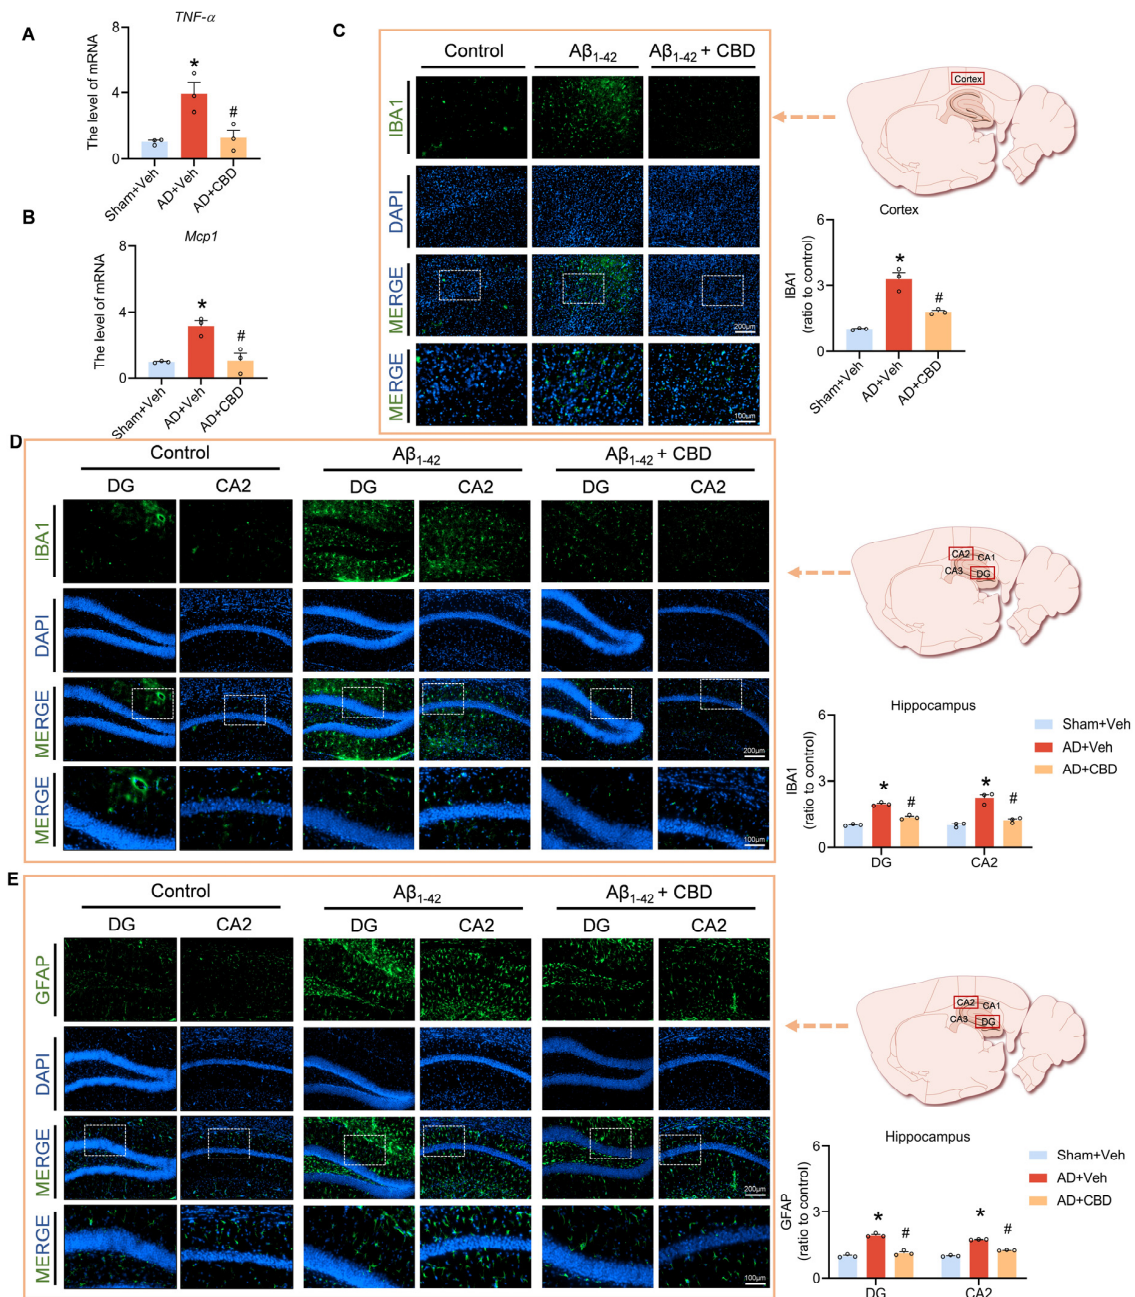 A
TNF-α
The level of mRNA
8
4
0
*
#
Sham+Veh
AD+Veh
AD+CBD
B
Mcp1
The level of mRNA
8
4
0
*
#
Sham+Veh
AD+Veh
AD+CBD
C
Control
Aβ1-42
Aβ1-42 + CBD
IBA1
DAPI
MERGE
200μm
MERGE
100μm
Cortex
Cortex
IBA1
(ratio to control)
6
3
0
*
#
Sham+Veh
AD+Veh
AD+CBD
D
Control
Aβ1-42
Aβ1-42 + CBD
DG
CA2
DG
CA2
DG
CA2
IBA1
DAPI
MERGE
200μm
MERGE
100μm
CA2
CA1
CA3
DG
Hippocampus
IBA1
(ratio to control)
6
3
0
*
#
*
#
DG
CA2
Sham+Veh
AD+Veh
AD+CBD
E
Control
Aβ1-42
Aβ1-42 + CBD
DG
CA2
DG
CA2
DG
CA2
GFAP
DAPI
MERGE
200μm
MERGE
100μm
CA2
CA1
CA3
DG
Hippocampus
GFAP
(ratio to control)
6
3
0
*
#
*
#
DG
CA2
Sham+Veh
AD+Veh
AD+CBD